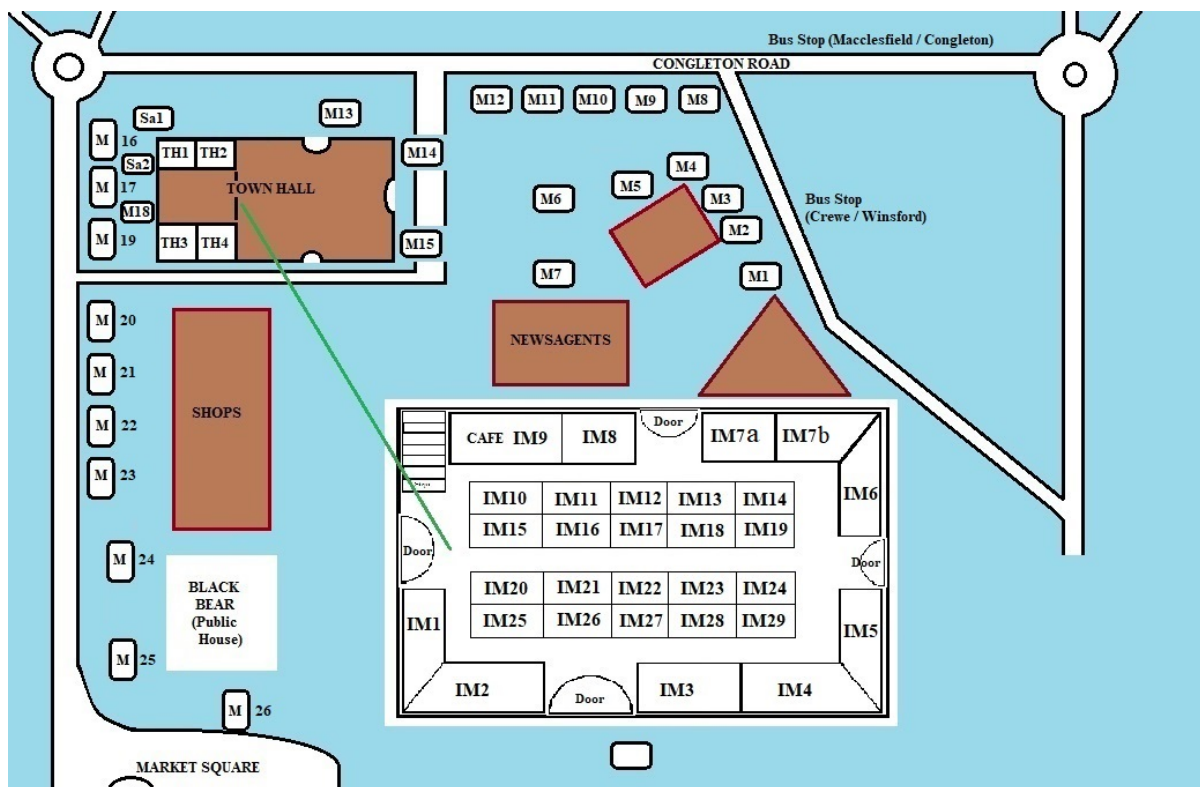 Bus Stop (Macclesfield / Congleton)
CONGLETON ROAD
M12 M11 M10 M9 M8
Sa1
M13
M 16
TH1 TH2
M14
Sa2
M4
M 17
TOWN HALL
M5
M3
M6
Bus Stop
(Crewe / Winsford)
M18
M2
M 19
TH3 TH4
M15
M7
M1
M 20
NEWSAGENTS
M 21
SHOPS
M 22
Door
CAFE IM9 IM8
IM7a IM7b
M 23
IM6
IM10 IM11 IM12 IM13 IM14
IM15 IM16 IM17 IM18 IM19
Door
Door
M 24
BLACK
BEAR
(Public
House)
IM20 IM21 IM22 IM23 IM24
IM25 IM26 IM27 IM28 IM29
IM1
IM5
M 25
IM2
Door
IM3
IM4
M 26
MARKET SQUARE